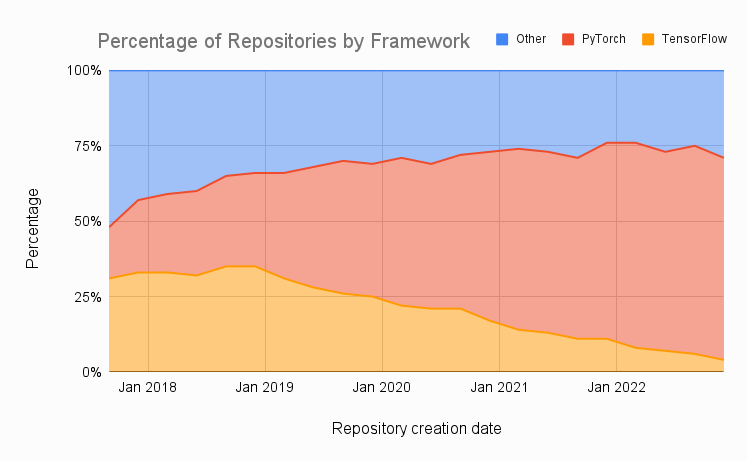 Percentage of Repositories by Framework
Other PyTorch TensorFlow
100%
75%
50%
25%
0%
Percentage
Jan 2018 Jan 2019 Jan 2020 Jan 2021 Jan 2022
Repository creation date